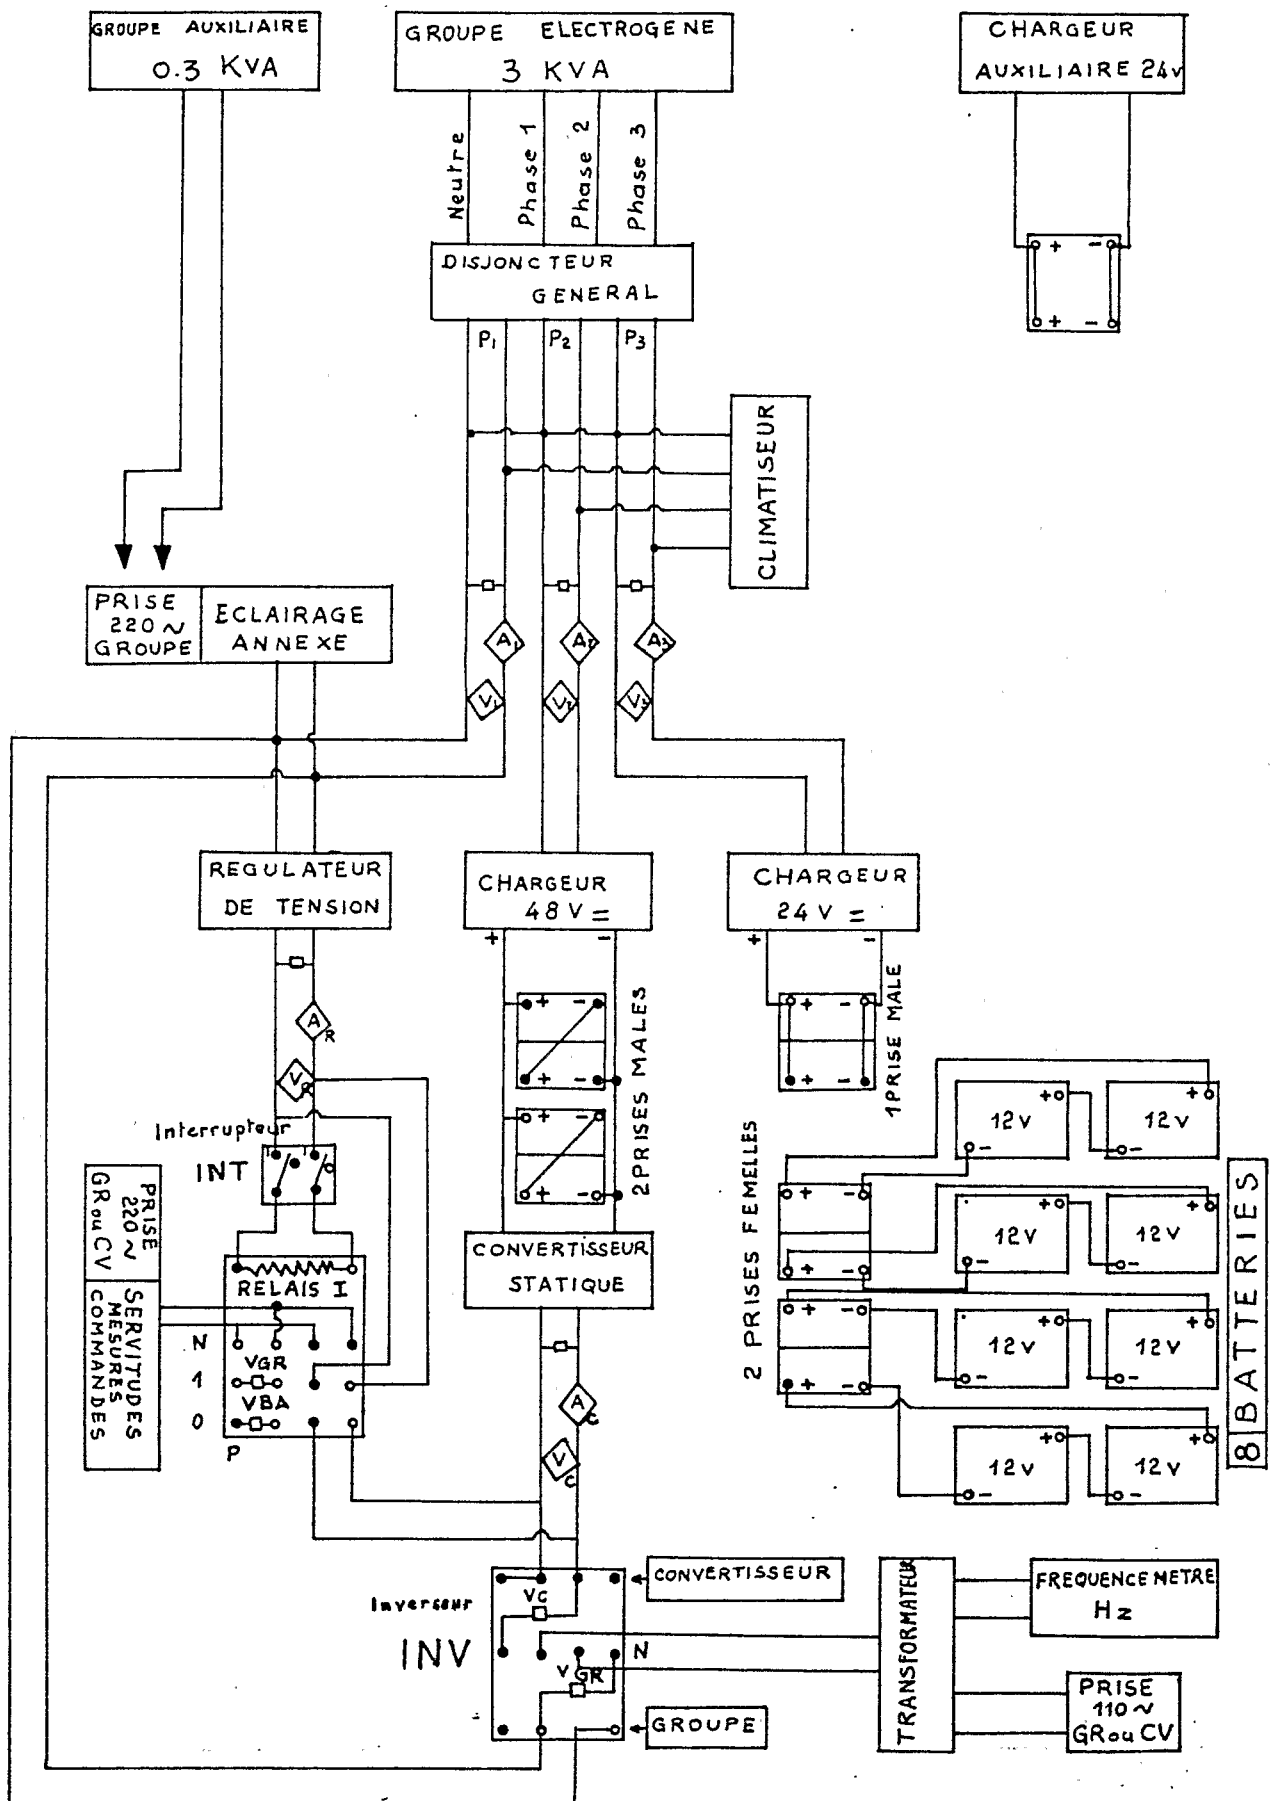 GROUPE AUXILIAIRE
0.3 KVA
GROUPE ELECTROGENE
3 KVA
CHARGEUR
AUXILIAIRE 24v
Neutre
Phase 1
Phase 2
Phase 3
+ -
+ -
DISJONCTEUR
GENERAL
P1
P2
P3
CLIMATISEUR
PRISE
220 ~
GROUPE
ECLAIRAGE
ANNEXE
A1
A2
A3
V1
V2
V3
REGULATEUR
DE TENSION
CHARGEUR
48 V =
CHARGEUR
24 V =
+ -
+ -
+ -
+ -
+ -
+ -
2 PRISES MALES
+ -
+ -
1 PRISE MALE
AR
VR
Interrupteur
INT
PRISE
220 ~
GR ou CV
SERVITUDES
MESURES
COMMANDES
RELAIS I
N
VGR
1
VBA
0
P
CONVERTISSEUR
STATIQUE
AC
VC
2 PRISES FEMELLES
+ -
+ -
+ -
+ -
+
12 v
-
+
12 v
-
+
12 v
-
+
12 v
-
+
12 v
-
+
12 v
-
+
12 v
-
+
12 v
-
8 BATTERIES
CONVERTISSEUR
Inverseur
INV
VC
N
VGR
GROUPE
TRANSFORMATEUR
FREQUENCE METRE
Hz
PRISE
110 ~
GR ou CV